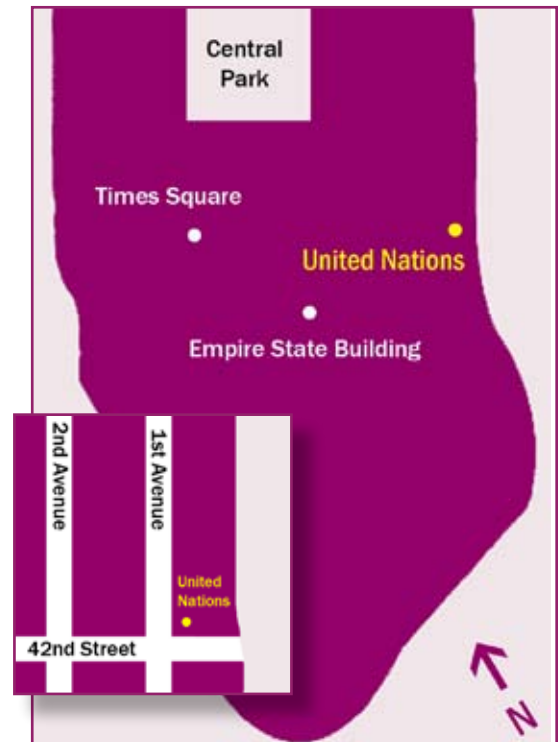 Central
Park
Times Square
United Nations
Empire State Building
2nd Avenue
1st Avenue
United
Nations
42nd Street
N